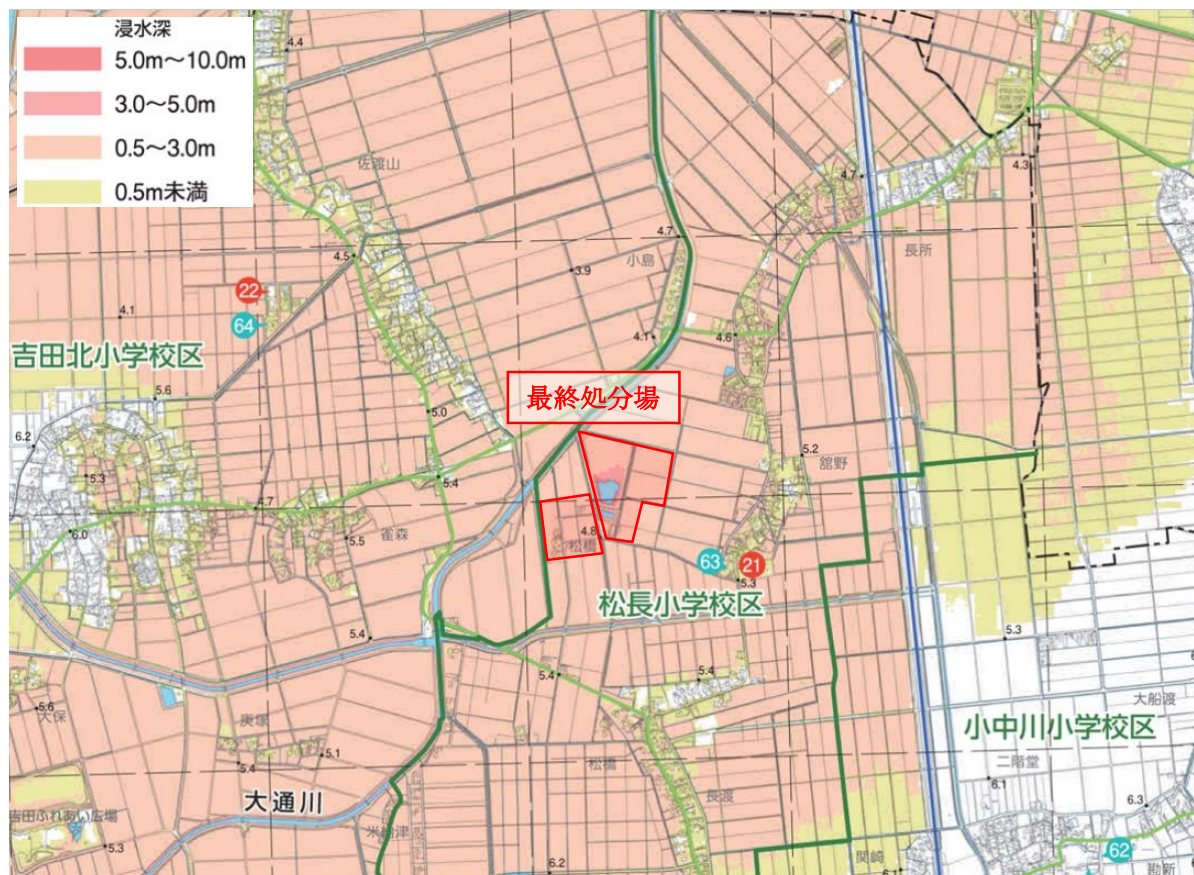 浸水深
5.0m～10.0m
3.0～5.0m
0.5～3.0m
0.5m未満
4.4
佐渡山
4.7
4.3
4.5
4.7
小島
3.9
長所
22
64
4.1
4.1
4.6
吉田北小学校区
5.6
最終処分場
5.0
6.2
5.3
5.4
5.2
舘野
4.7
6.0
雀森
5.5
4.8
松橋
63
21
5.3
松長小学校区
5.4
5.3
5.4
5.4
大船渡
5.6
大保
庚塚
5.1
5.4
小中川小学校区
松橋
二階堂
6.1
大通川
長渡
6.3
吉田ふれあい広場
5.3
米納津
62
6.2
関崎
6.1
勘新